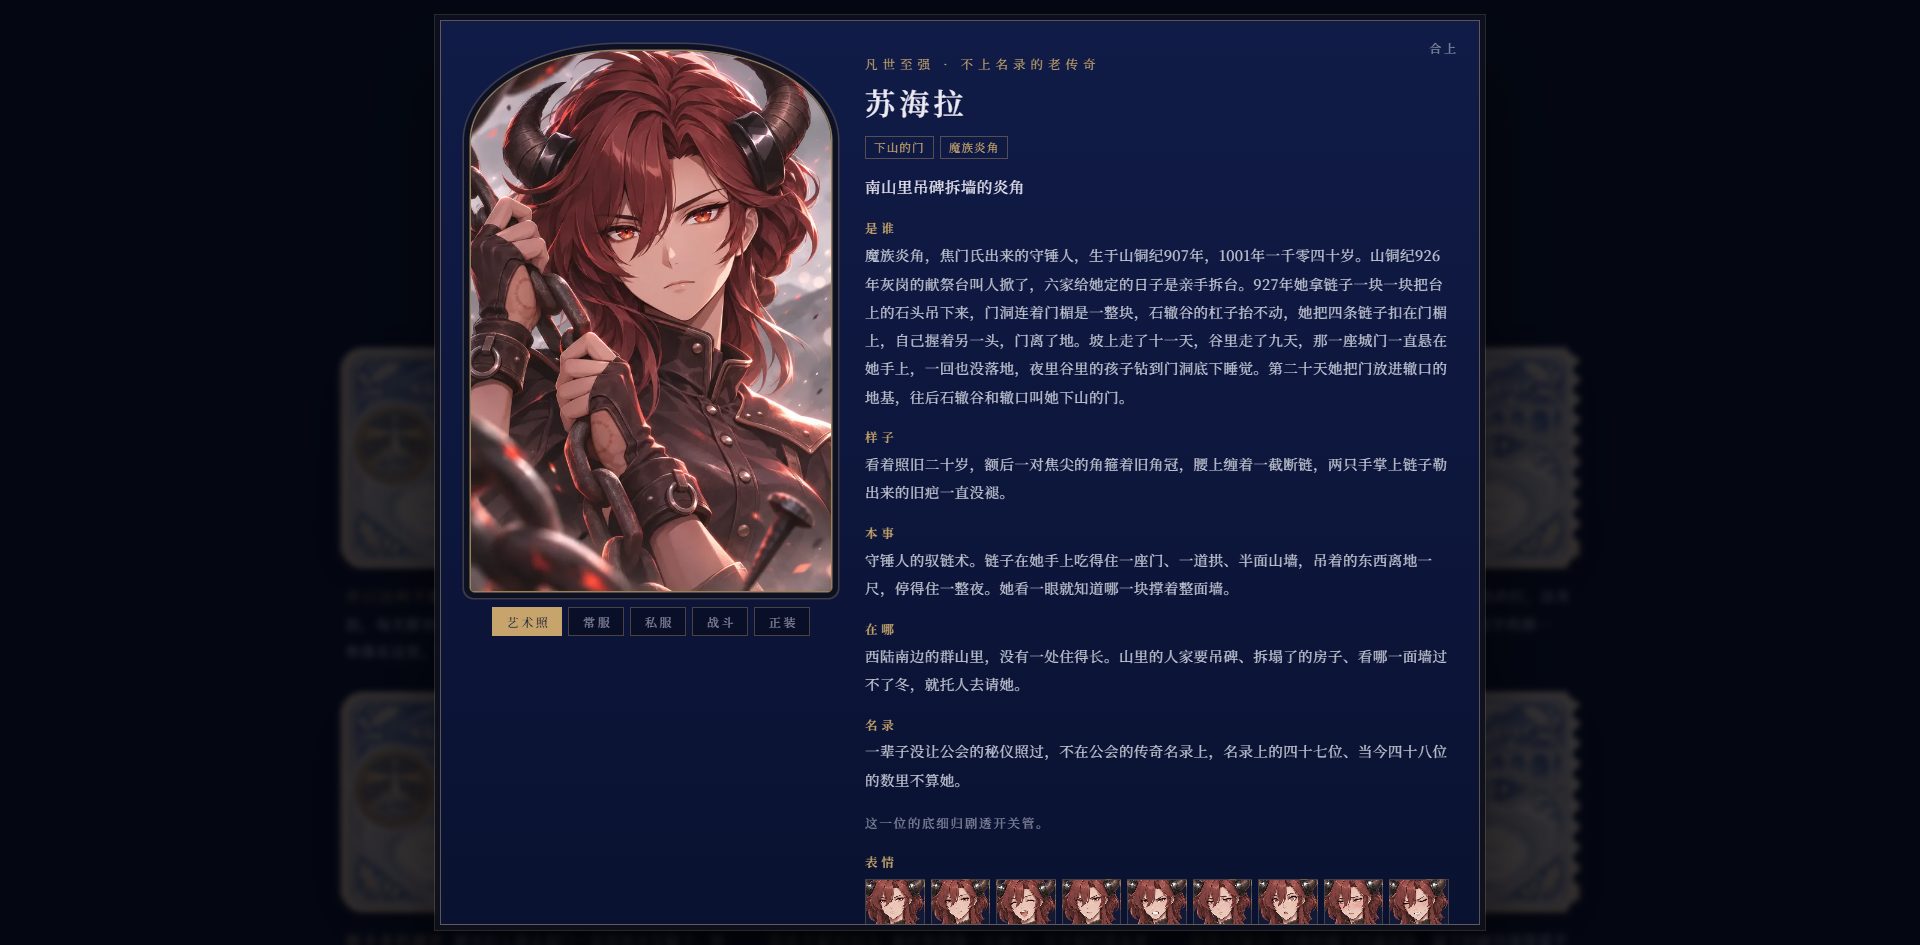 合上
凡世至强 · 不上名录的老传奇
苏海拉
下山的门
魔族炎角
南山里吊碑拆墙的炎角
是谁
魔族炎角，焦门氏出来的守锤人，生于山铜纪907年，1001年一千零四十岁。山铜纪926
年灰岗的献祭台叫人掀了，六家给她定的日子是亲手拆台。927年她拿链子一块一块把台
上的石头吊下来，门洞连着门楣是一整块，石辙谷的杠子抬不动，她把四条链子扣在门楣
上，自己握着另一头，门离了地。坡上走了十一天，谷里走了九天，那一座城门一直悬在
她手上，一回也没落地，夜里谷里的孩子钻到门洞底下睡觉。第二十天她把门放进辙口的
地基，往后石辙谷和辙口叫她下山的门。
样子
看着照旧二十岁，额后一对焦尖的角箍着旧角冠，腰上缠着一截断链，两只手掌上链子勒
出来的旧疤一直没褪。
本事
守锤人的驭链术。链子在她手上吃得住一座门、一道拱、半面山墙，吊着的东西离地一
尺，停得住一整夜。她看一眼就知道哪一块撑着整面墙。
在哪
西陆南边的群山里，没有一处住得长。山里的人家要吊碑、拆塌了的房子、看哪一面墙过
不了冬，就托人去请她。
名录
一辈子没让公会的秘仪照过，不在公会的传奇名录上，名录上的四十七位、当今四十八位
的数里不算她。
这一位的底细归剧透开关管。
表情
艺术照
常服
私服
战斗
正装